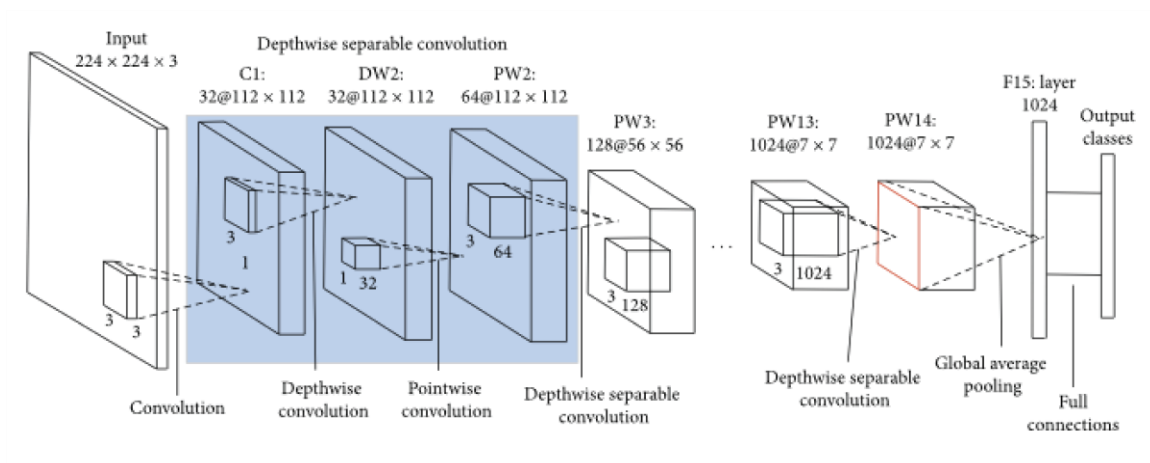 Input
224 × 224 × 3
Depthwise separable convolution
C1:
32@112 × 112
DW2:
32@112 × 112
PW2:
64@112 × 112
PW3:
128@56 × 56
PW13:
1024@7 × 7
PW14:
1024@7 × 7
F15: layer
1024
Output
classes
3
3
3
1
1
32
3
64
3
128
...
3
1024
Convolution
Depthwise
convolution
Pointwise
convolution
Depthwise separable
convolution
Depthwise separable
convolution
Global average
pooling
Full
connections